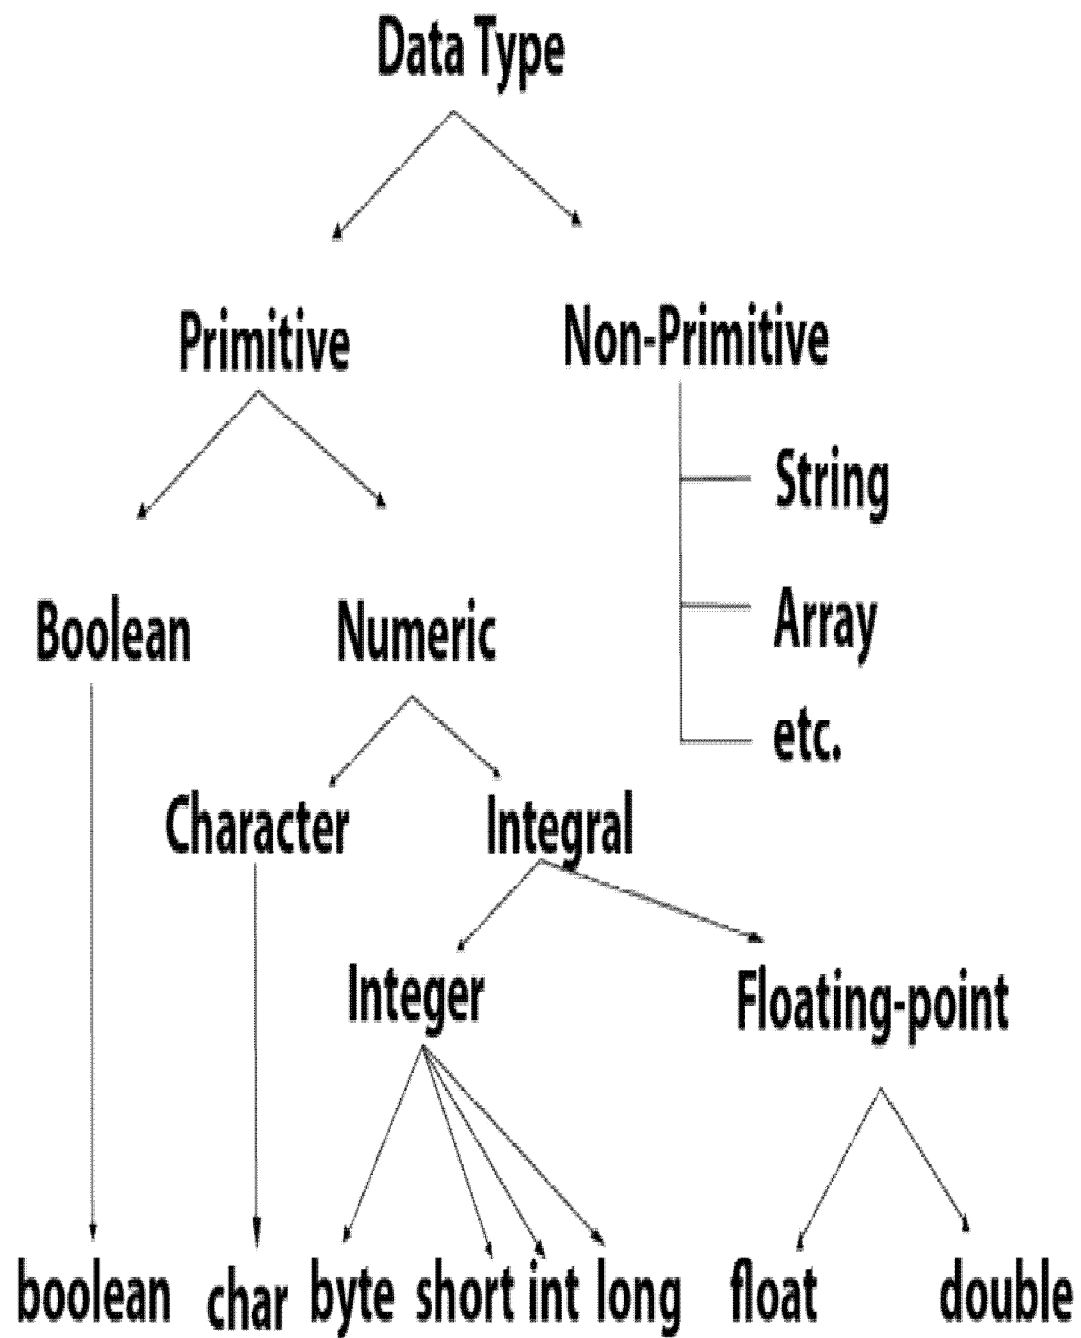 Data Type
Primitive
Non-Primitive
String
Array
etc.
Boolean
Numeric
Character
Integral
Integer
Floating-point
boolean
char
byte
short
int
long
float
double